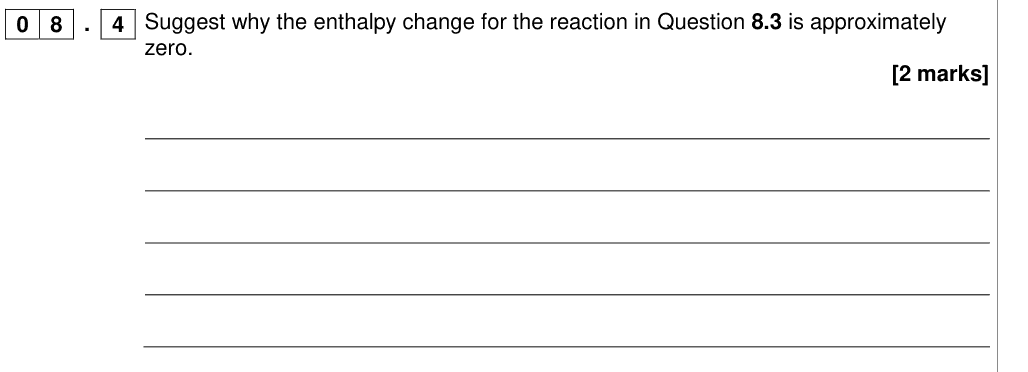 0 8 . 4 Suggest why the enthalpy change for the reaction in Question 8.3 is approximately
zero.
[2 marks]